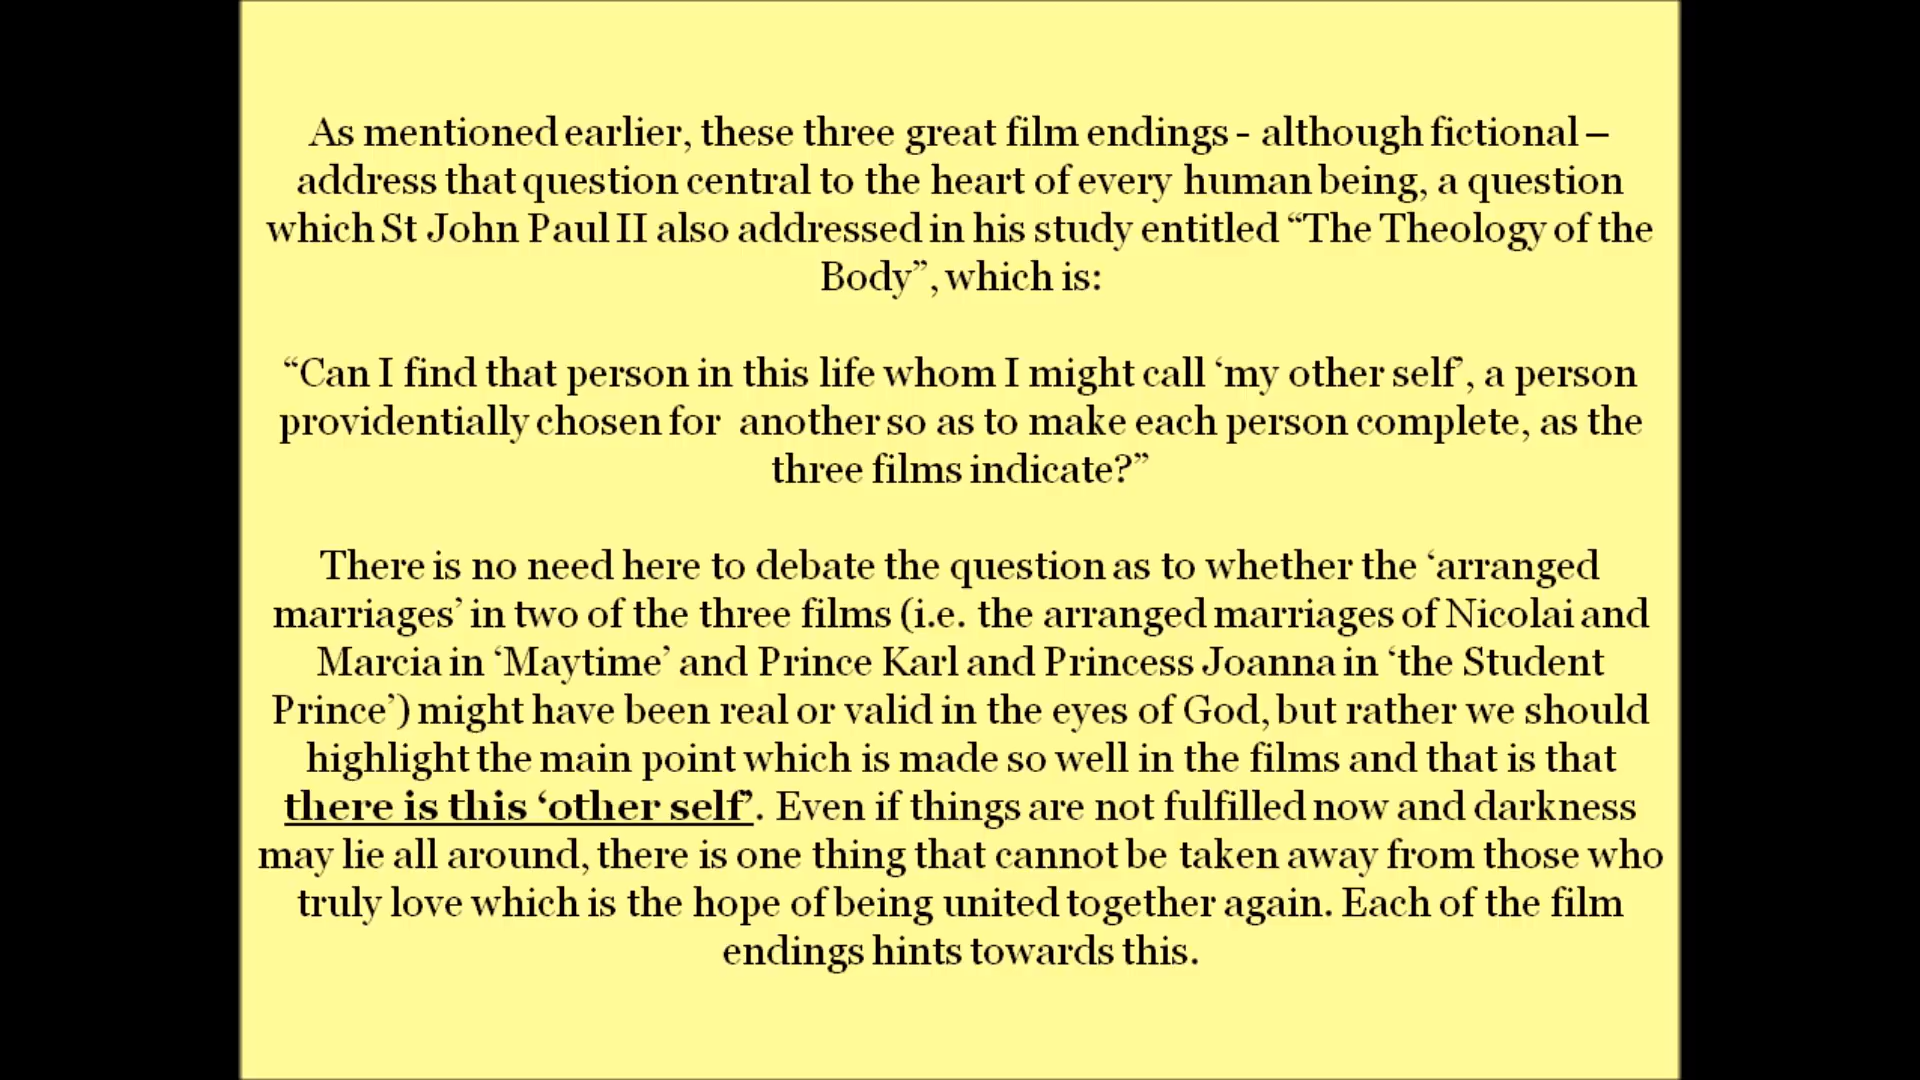 As mentioned earlier, these three great film endings - although fictional –
address that question central to the heart of every human being, a question
which St John Paul II also addressed in his study entitled “The Theology of the
Body”, which is:
“Can I find that person in this life whom I might call ‘my other self’, a person
providentially chosen for another so as to make each person complete, as the
three films indicate?”
There is no need here to debate the question as to whether the ‘arranged
marriages’ in two of the three films (i.e. the arranged marriages of Nicolai and
Marcia in ‘Maytime’ and Prince Karl and Princess Joanna in ‘the Student
Prince’) might have been real or valid in the eyes of God, but rather we should
highlight the main point which is made so well in the films and that is that
there is this ‘other self’. Even if things are not fulfilled now and darkness
may lie all around, there is one thing that cannot be taken away from those who
truly love which is the hope of being united together again. Each of the film
endings hints towards this.